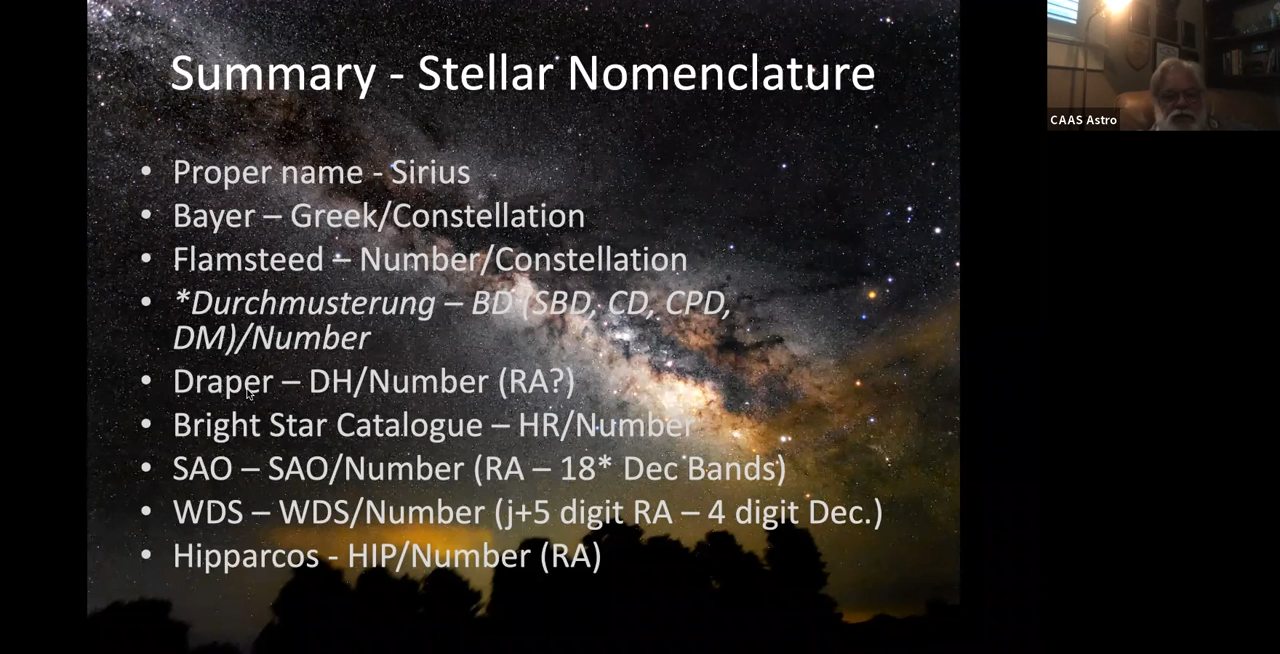 Summary - Stellar Nomenclature
CAAS Astro
• Proper name - Sirius
• Bayer – Greek/Constellation
• Flamsteed – Number/Constellation
• *Durchmusterung – BD (SBD, CD, CPD,
DM)/Number
• Draper – DH/Number (RA?)
• Bright Star Catalogue – HR/Number
• SAO – SAO/Number (RA – 18* Dec Bands)
• WDS – WDS/Number (j+5 digit RA – 4 digit Dec.)
• Hipparcos - HIP/Number (RA)